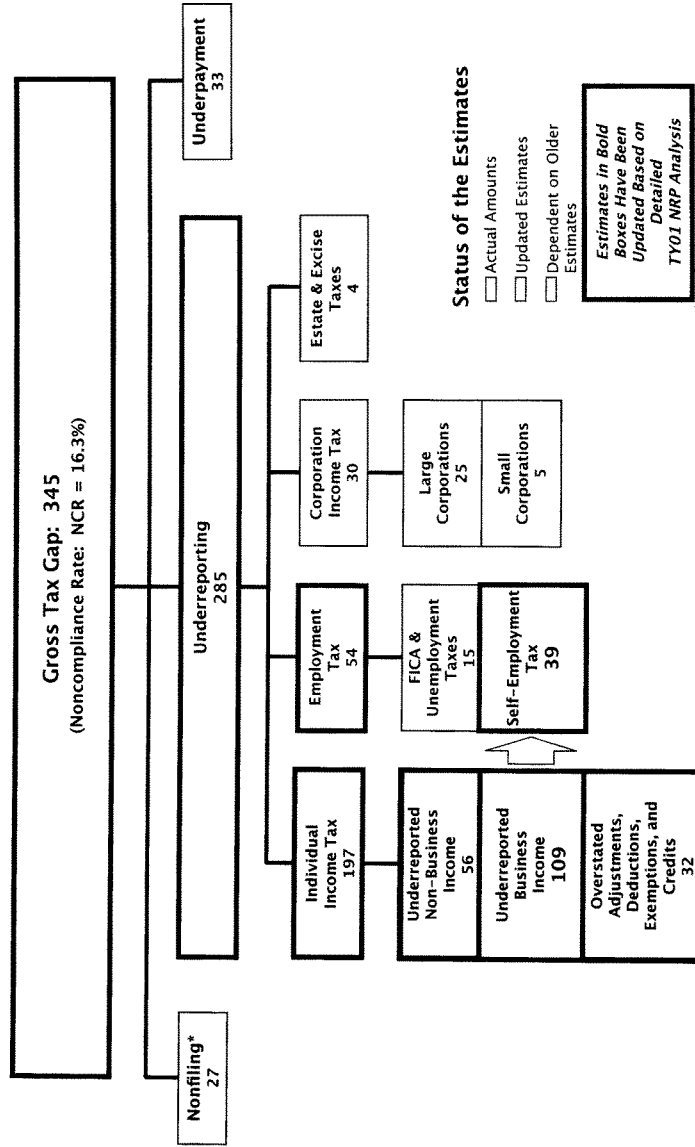 Gross Tax Gap: 345
(Noncompliance Rate: NCR = 16.3%)
Nonfiling*
27
Underreporting
285
Underpayment
33
Individual
Income Tax
197
Employment
Tax
54
Corporation
Income Tax
30
Estate & Excise
Taxes
4
Underreported
Non-Business
Income
56
Underreported
Business
Income
109
Overstated
Adjustments,
Deductions,
Exemptions, and
Credits
32
FICA &
Unemployment
Taxes
15
Self-Employment
Tax
39
Large
Corporations
25
Small
Corporations
5
Status of the Estimates
Actual Amounts
Updated Estimates
Dependent on Older
Estimates
Estimates in Bold
Boxes Have Been
Updated Based on
Detailed
TY01 NRP Analysis